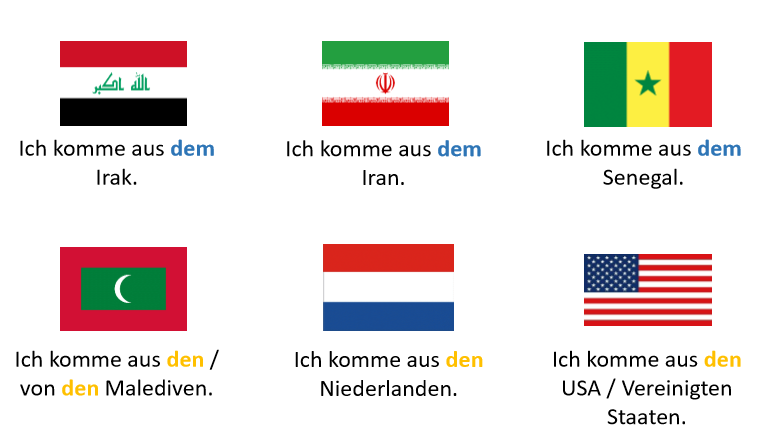 الله اكبر
Ich komme aus dem
Irak.
Ich komme aus dem
Iran.
Ich komme aus dem
Senegal.
Ich komme aus den /
von den Malediven.
Ich komme aus den
Niederlanden.
Ich komme aus den
USA / Vereinigten
Staaten.